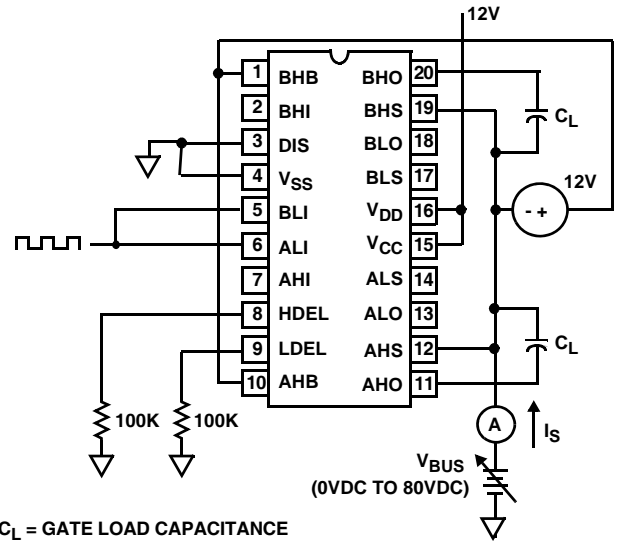 12V
1 BHB BHO 20
2 BHI BHS 19
3 DIS BLO 18
4 VSS BLS 17
5 BLI VDD 16
6 ALI VCC 15
7 AHI ALS 14
8 HDEL ALO 13
9 LDEL AHS 12
10 AHB AHO 11
CL
12V
- +
CL
100K 100K
A IS
VBUS
(0VDC TO 80VDC)
CL = GATE LOAD CAPACITANCE